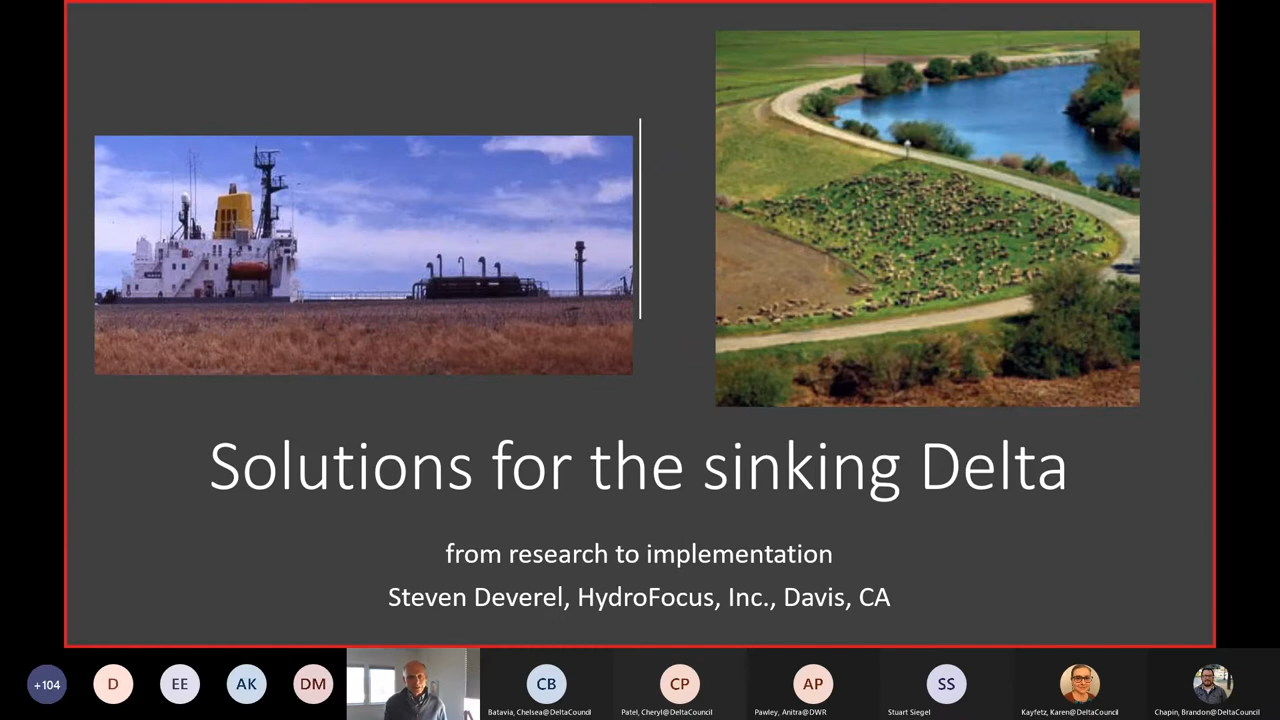 Solutions for the sinking Delta
from research to implementation
Steven Deverel, HydroFocus, Inc., Davis, CA
+104
D
EE
AK
DM
CB
CP
AP
SS
Batavia, Chelsea@DeltaCouncil
Patel, Cheryl@DeltaCouncil
Pawley, Anitra@DWR
Stuart Siegel
Kayfetz, Karen@DeltaCouncil
Chapin, Brandon@DeltaCouncil